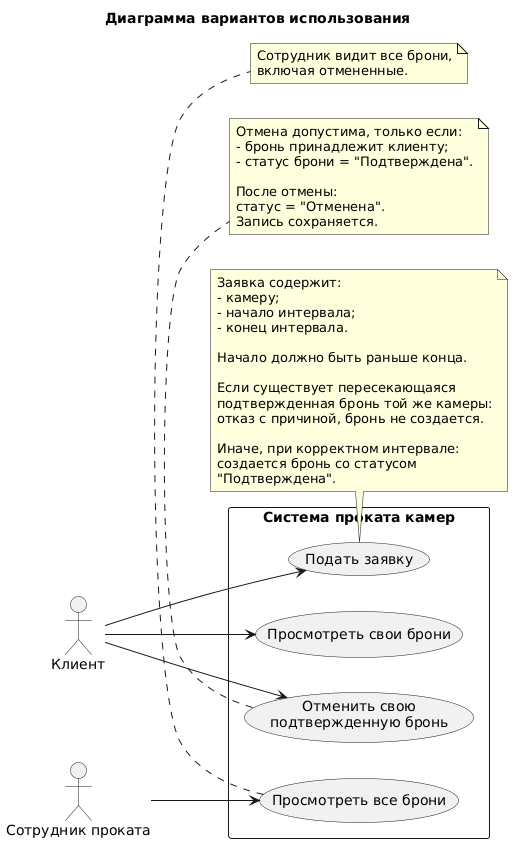 Диаграмма вариантов использования
Сотрудник видит все брони,
включая отмененные.
Отмена допустима, только если:
- бронь принадлежит клиенту;
- статус брони = "Подтверждена".
После отмены:
статус = "Отменена".
Запись сохраняется.
Заявка содержит:
- камеру;
- начало интервала;
- конец интервала.
Начало должно быть раньше конца.
Если существует пересекающаяся
подтвержденная бронь той же камеры:
отказ с причиной, бронь не создается.
Иначе, при корректном интервале:
создается бронь со статусом
"Подтверждена".
Система проката камер
Подать заявку
Просмотреть свои брони
Клиент
Отменить свою
подтвержденную бронь
Просмотреть все брони
Сотрудник проката